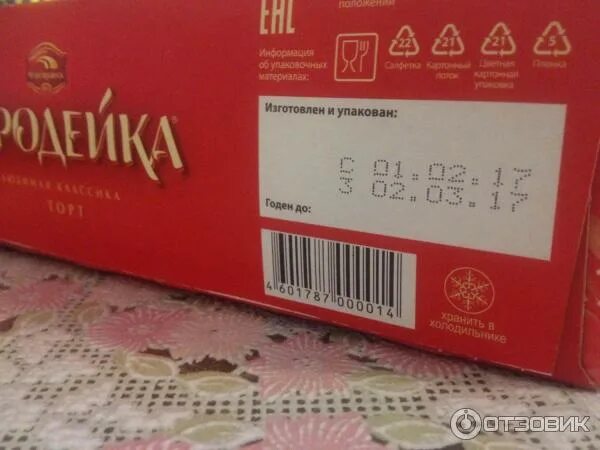 EAC
положении
Информация
об упаковочных
материалах:
22
21
21
5
Салфетка
Картонный
лоток
Цветная
картонная
упаковка
Пленка
РОДЕЙКА®
ЛЮБИМАЯ КЛАССИКА
ТОРТ
Изготовлен и упакован:
С 01.02.17
3 02.03.17
Годен до:
4 601787 000014
хранить в
холодильнике
ОТЗОВИК